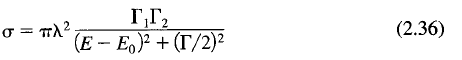 σ = πλ² Γ₁Γ₂ / ((E − E₀)² + (Γ/2)²) (2.36)